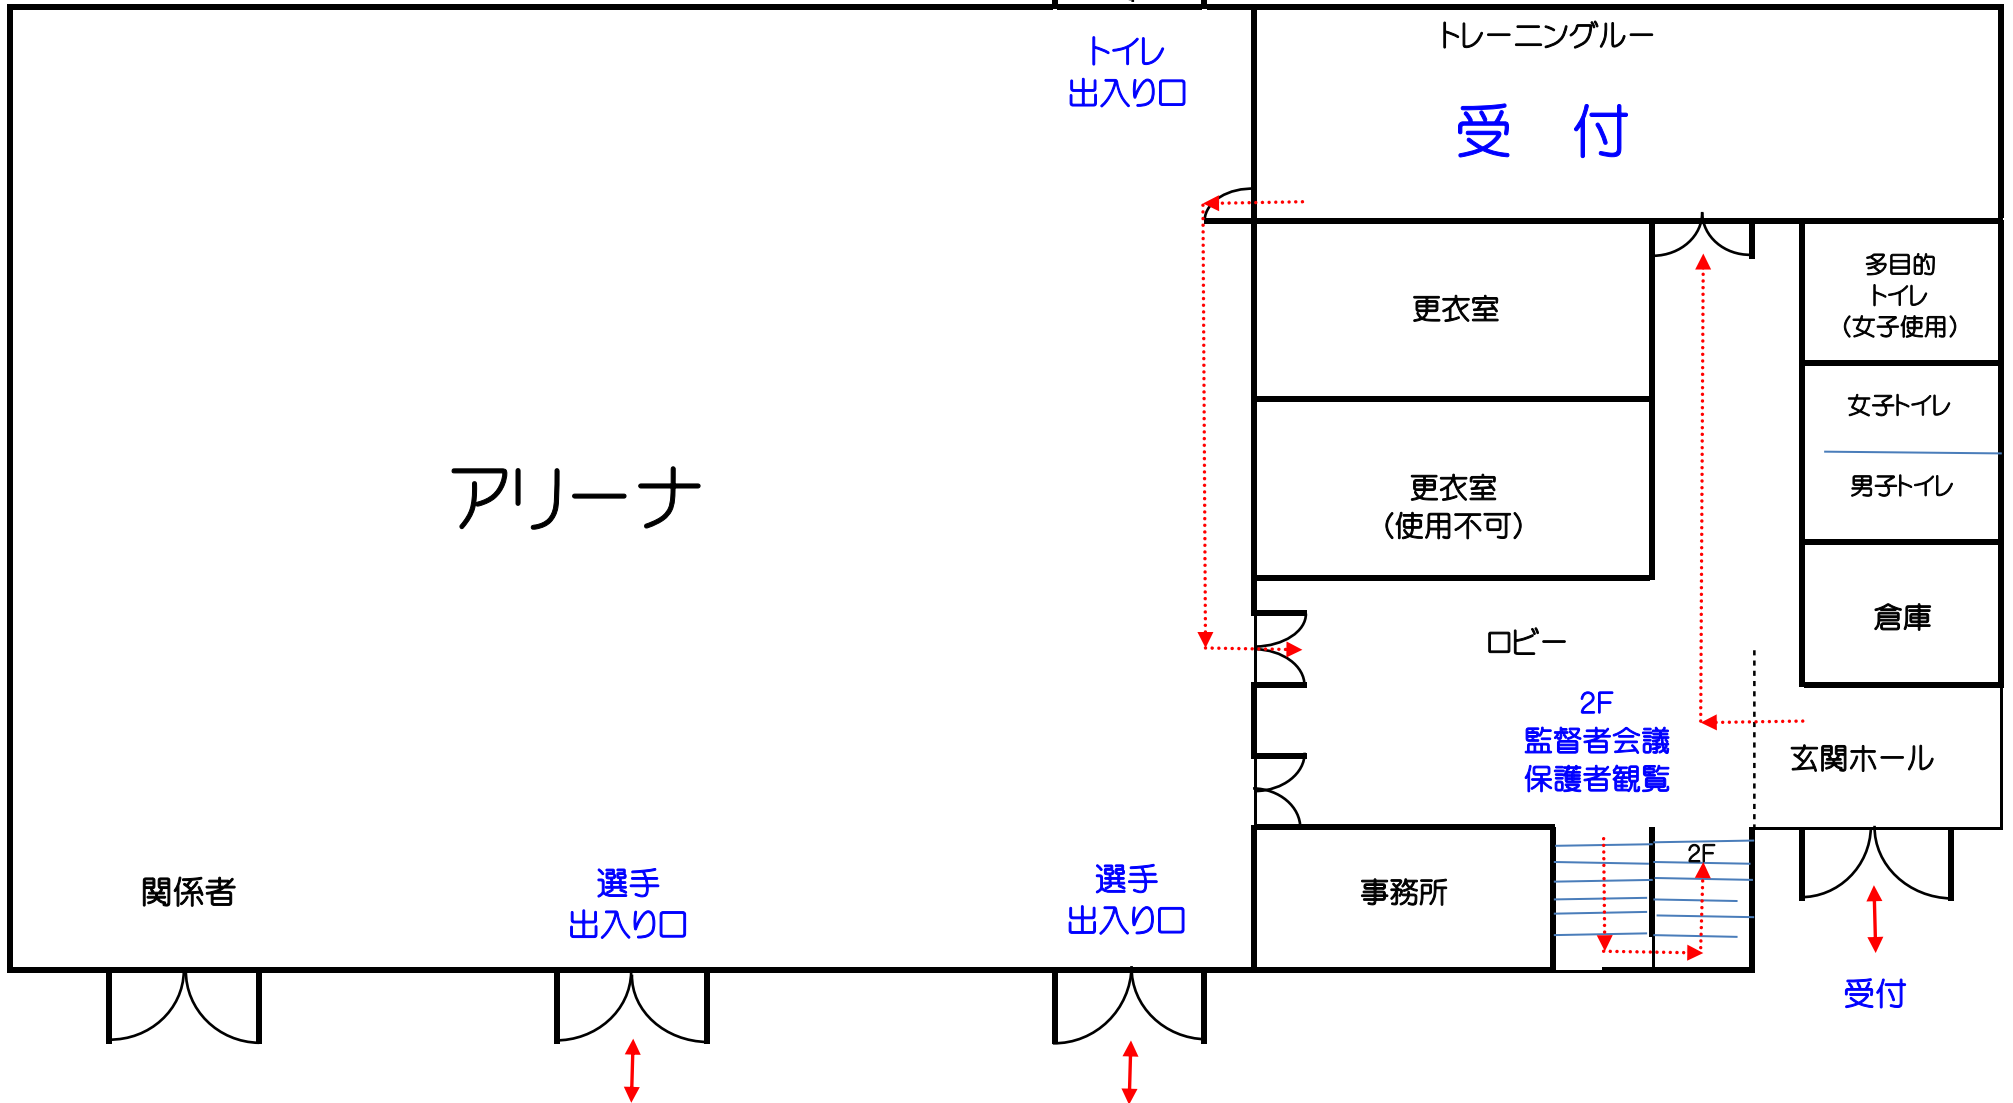 トイレ
出入り口
トレーニングルー
受　付
更衣室
多目的
トイレ
（女子使用）
女子トイレ
男子トイレ
アリーナ
更衣室
（使用不可）
倉庫
ロビー
2F
監督者会議
保護者観覧
玄関ホール
関係者
選手
出入り口
選手
出入り口
事務所
2F
受付